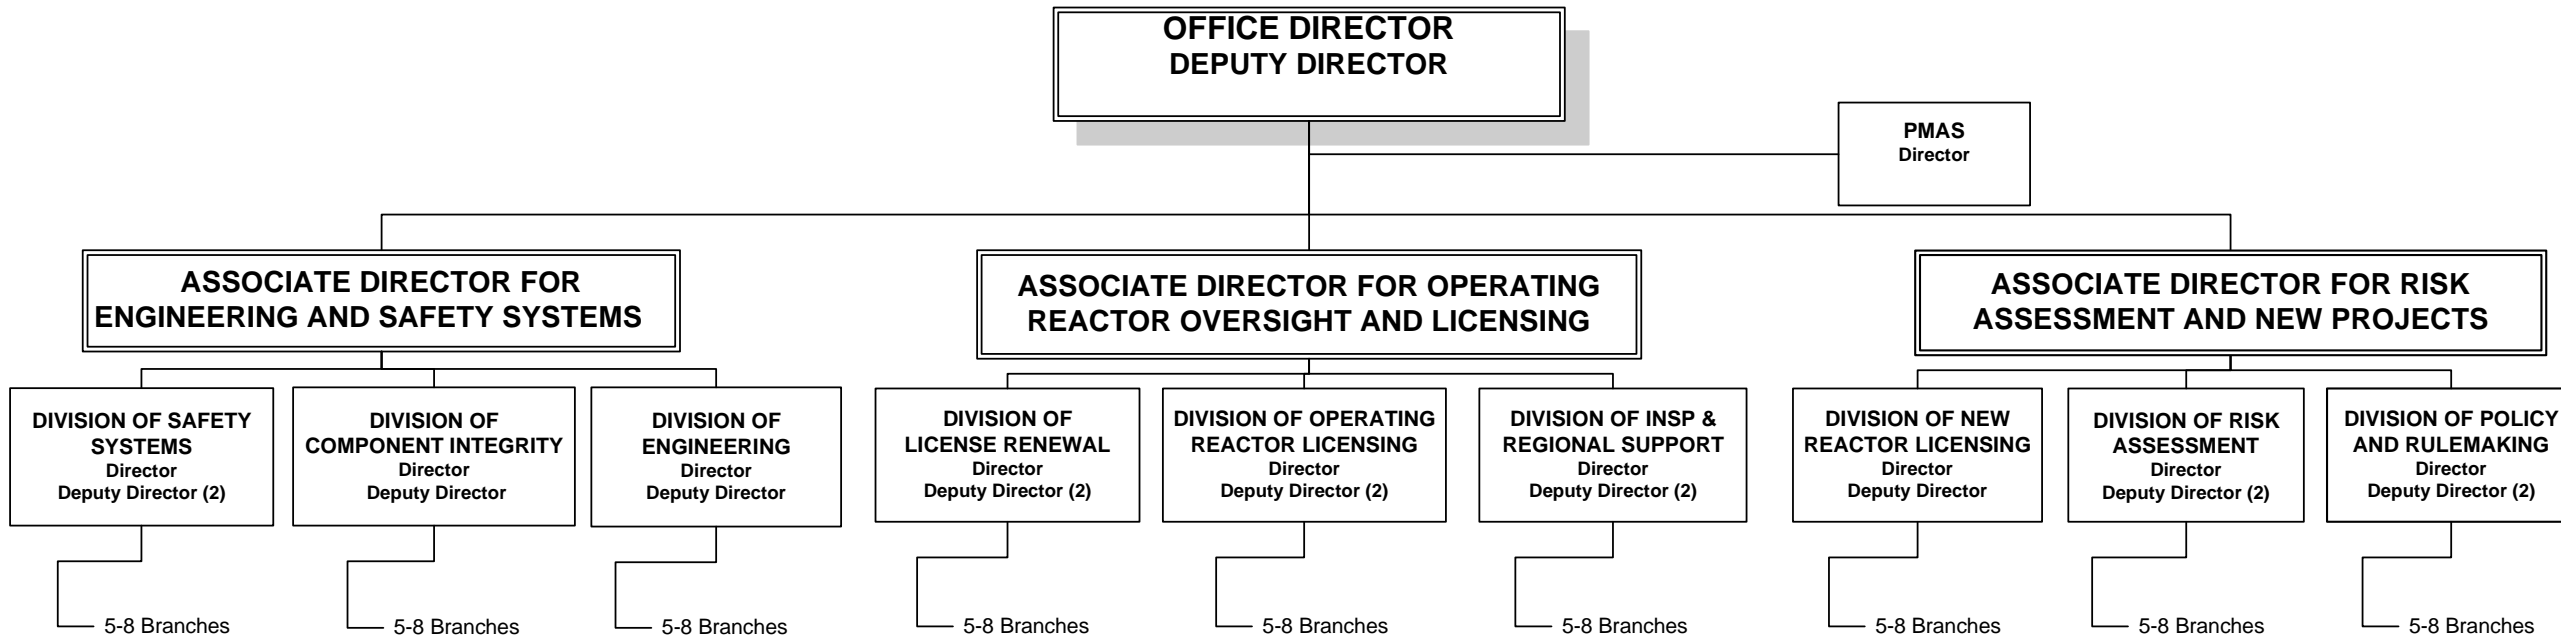 OFFICE DIRECTOR
DEPUTY DIRECTOR
PMAS
Director
ASSOCIATE DIRECTOR FOR
ENGINEERING AND SAFETY SYSTEMS
ASSOCIATE DIRECTOR FOR OPERATING
REACTOR OVERSIGHT AND LICENSING
ASSOCIATE DIRECTOR FOR RISK
ASSESSMENT AND NEW PROJECTS
DIVISION OF SAFETY
SYSTEMS
Director
Deputy Director (2)
DIVISION OF
COMPONENT INTEGRITY
Director
Deputy Director
DIVISION OF
ENGINEERING
Director
Deputy Director
DIVISION OF
LICENSE RENEWAL
Director
Deputy Director (2)
DIVISION OF OPERATING
REACTOR LICENSING
Director
Deputy Director (2)
DIVISION OF INSP &
REGIONAL SUPPORT
Director
Deputy Director (2)
DIVISION OF NEW
REACTOR LICENSING
Director
Deputy Director
DIVISION OF RISK
ASSESSMENT
Director
Deputy Director (2)
DIVISION OF POLICY
AND RULEMAKING
Director
Deputy Director (2)
5-8 Branches
5-8 Branches
5-8 Branches
5-8 Branches
5-8 Branches
5-8 Branches
5-8 Branches
5-8 Branches
5-8 Branches